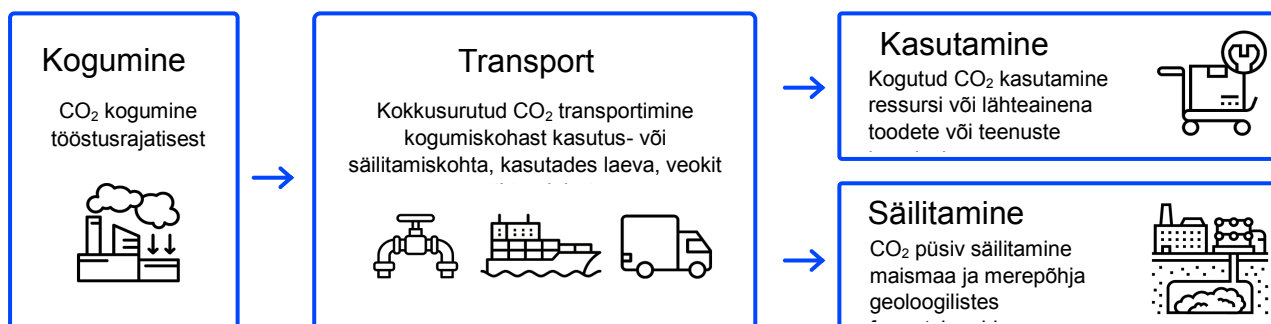 Kogumine
CO₂ kogumine
tööstusrajatisest
Transport
Kokkusurutud CO₂ transportimine
kogumiskohast kasutus- või
säilitamiskohta, kasutades laeva, veokit
Kasutamine
Kogutud CO₂ kasutamine
ressursi või lähteainena
toodete või teenuste
Säilitamine
CO₂ püsiv säilitamine
maismaa ja merepõhja
geoloogilistes